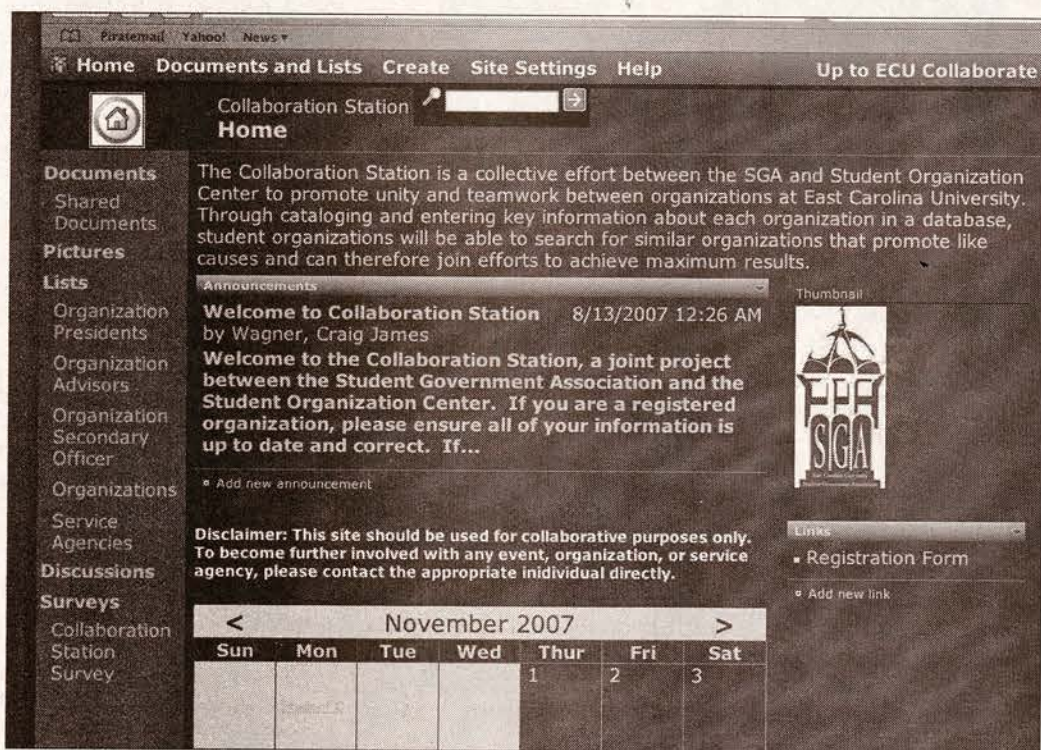 Piratemail Yahoo! News
Home Documents and Lists Create Site Settings Help Up to ECU Collaborate
Collaboration Station
Home
Documents
Shared
Documents
Pictures
Lists
Organization
Presidents
Organization
Advisors
Organization
Secondary
Officer
Organizations
Service
Agencies
Discussions
Surveys
Collaboration
Station
Survey
The Collaboration Station is a collective effort between the SGA and Student Organization
Center to promote unity and teamwork between organizations at East Carolina University.
Through cataloging and entering key information about each organization in a database,
student organizations will be able to search for similar organizations that promote like
causes and can therefore join efforts to achieve maximum results.
Announcements
Welcome to Collaboration Station 8/13/2007 12:26 AM
by Wagner, Craig James
Welcome to the Collaboration Station, a joint project
between the Student Government Association and the
Student Organization Center. If you are a registered
organization, please ensure all of your information is
up to date and correct. If...
Add new announcement
Disclaimer: This site should be used for collaborative purposes only.
To become further involved with any event, organization, or service
agency, please contact the appropriate inidividual directly.
< November 2007 >
Sun Mon Tue Wed Thur Fri Sat
1 2 3
Thumbnail
SGA
Links
Registration Form
Add new link